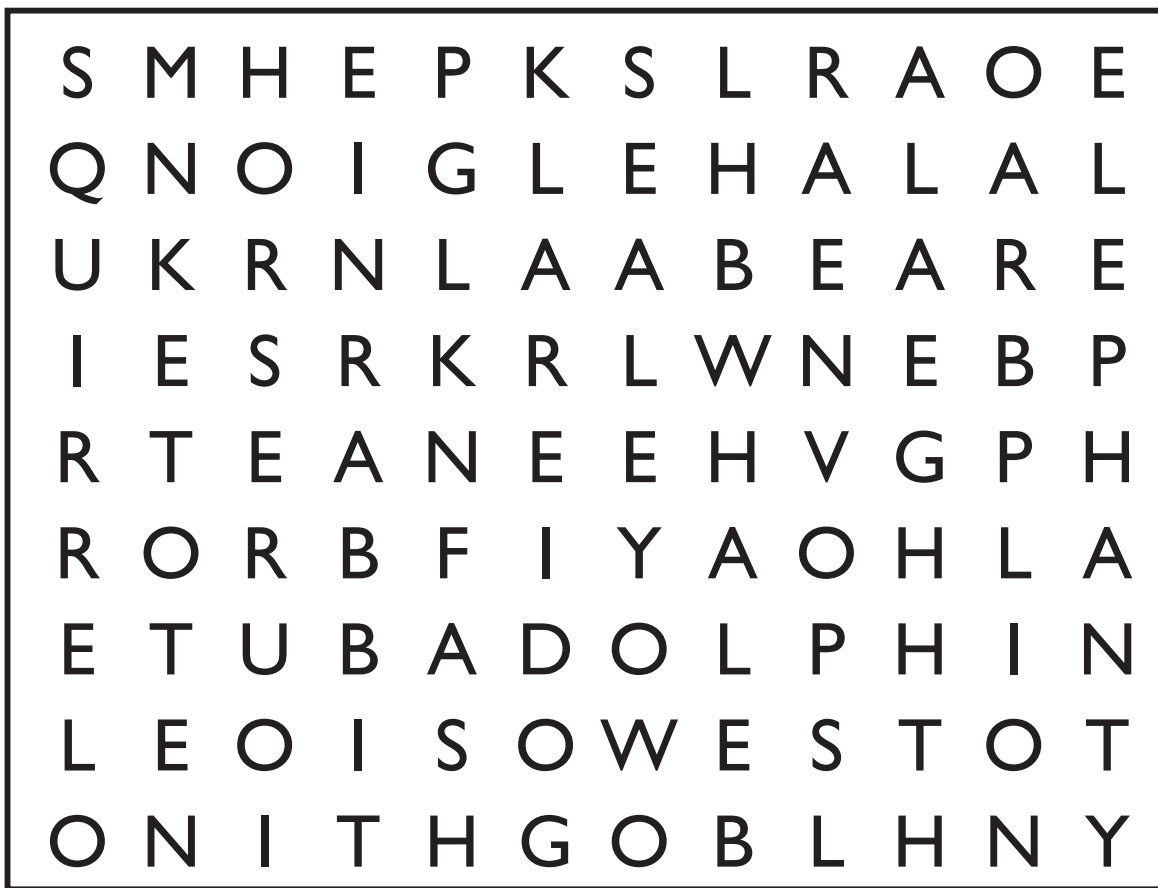 S M H E P K S L R A O E
Q N O I G L E H A L A L
U K R N L A A B E A R E
I E S R K R L W N E B P
R T E A N E E H V G P H
R O R B F I Y A O H L A
E T U B A D O L P H I N
L E O I S O W E S T O T
O N I T H G O B L H N Y